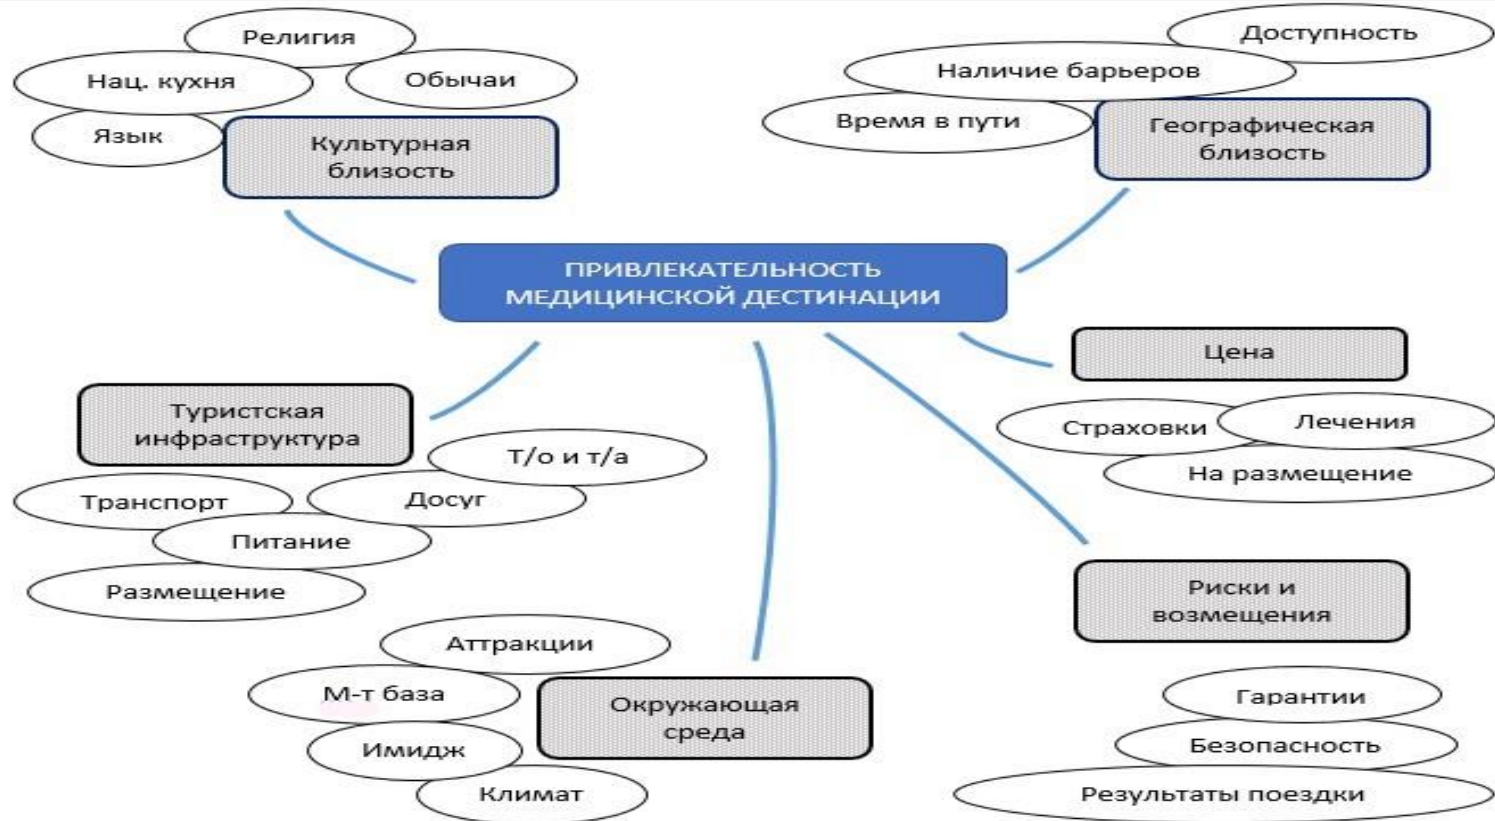 Религия
Нац. кухня
Обычаи
Язык
Культурная
близость
Доступность
Наличие барьеров
Время в пути
Географическая
близость
ПРИВЛЕКАТЕЛЬНОСТЬ
МЕДИЦИНСКОЙ ДЕСТИНАЦИИ
Цена
Страховки
Лечения
На размещение
Туристская
инфраструктура
Т/о и т/а
Транспорт
Досуг
Питание
Размещение
Риски и
возмещения
Гарантии
Безопасность
Результаты поездки
Аттракции
М-т база
Имидж
Климат
Окружающая
среда